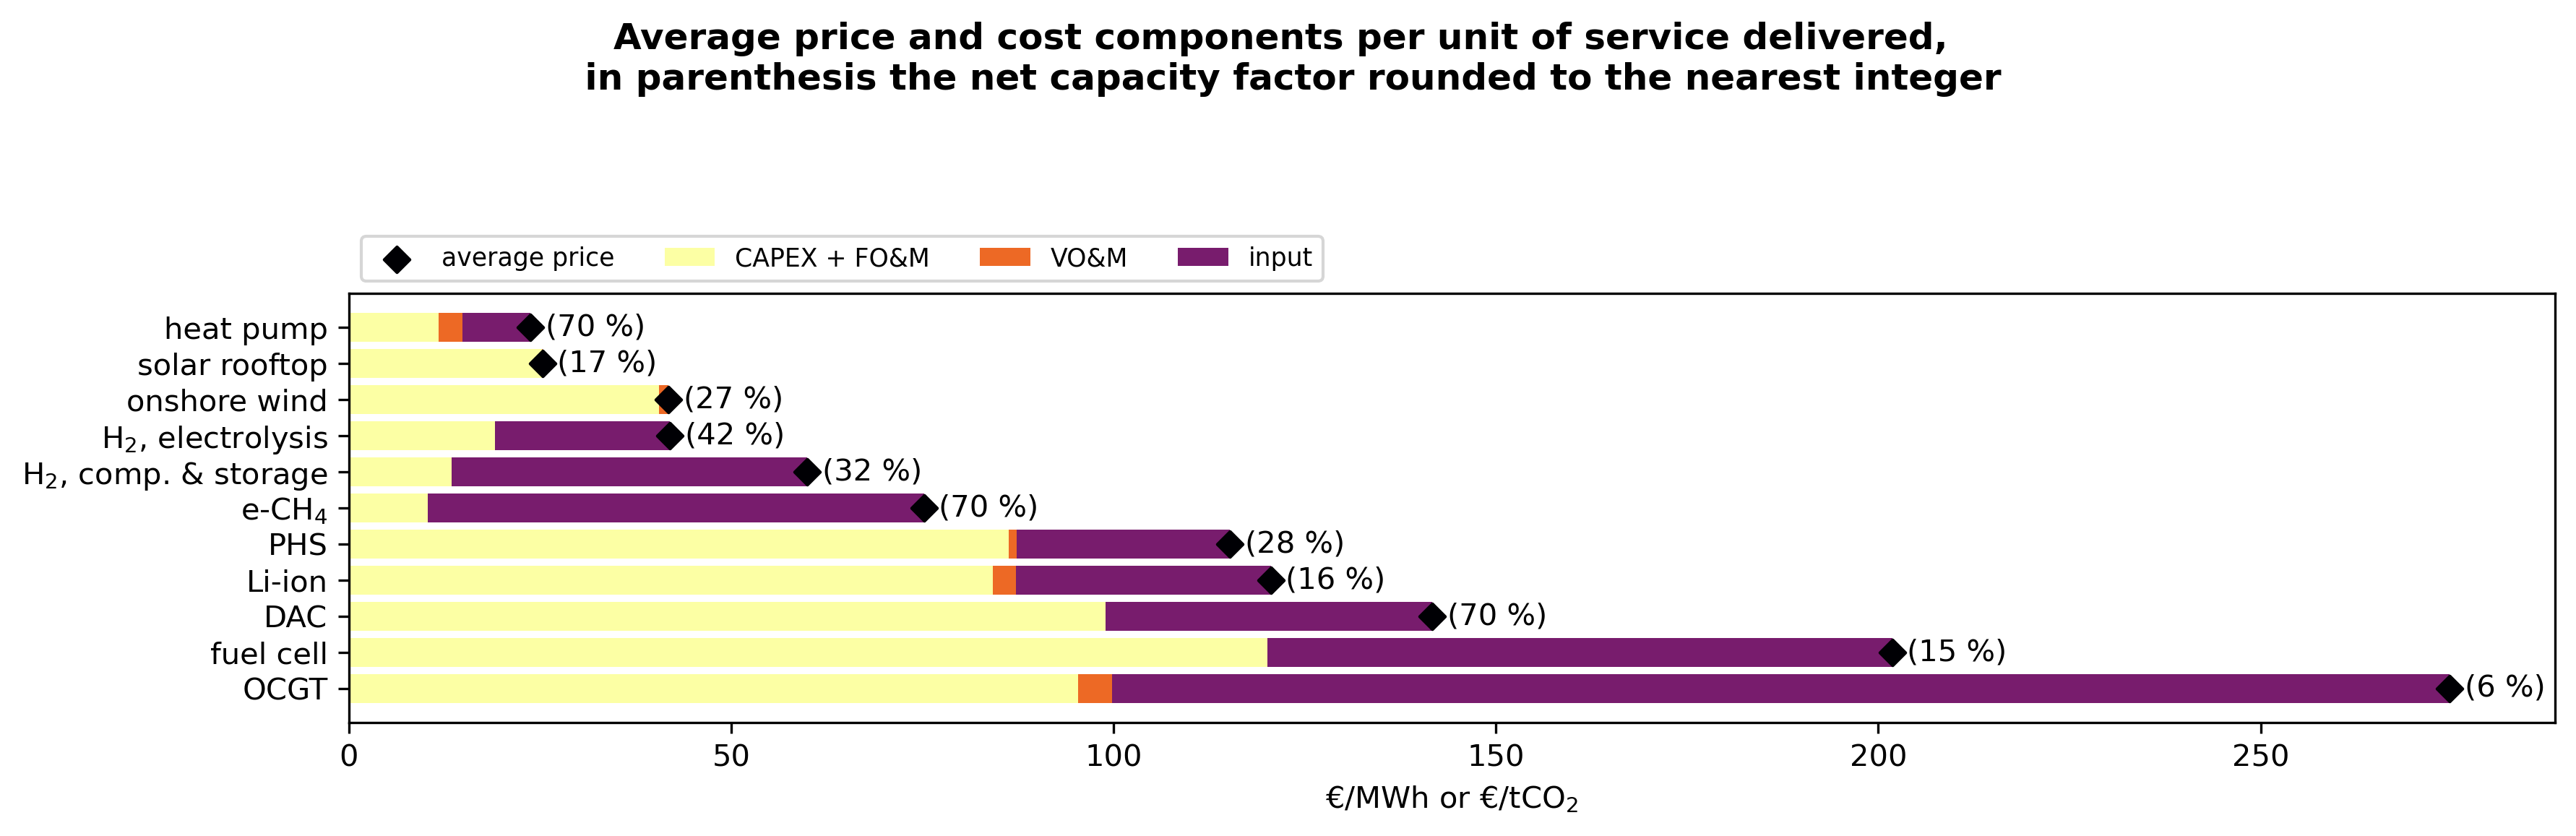 Average price and cost components per unit of service delivered,
in parenthesis the net capacity factor rounded to the nearest integer
average price CAPEX + FO&M VO&M input
heat pump (70 %)
solar rooftop (17 %)
onshore wind (27 %)
H₂, electrolysis (42 %)
H₂, comp. & storage (32 %)
e-CH₄ (70 %)
PHS (28 %)
Li-ion (16 %)
DAC (70 %)
fuel cell (15 %)
OCGT (6 %)
0 50 100 150 200 250
€/MWh or €/tCO₂